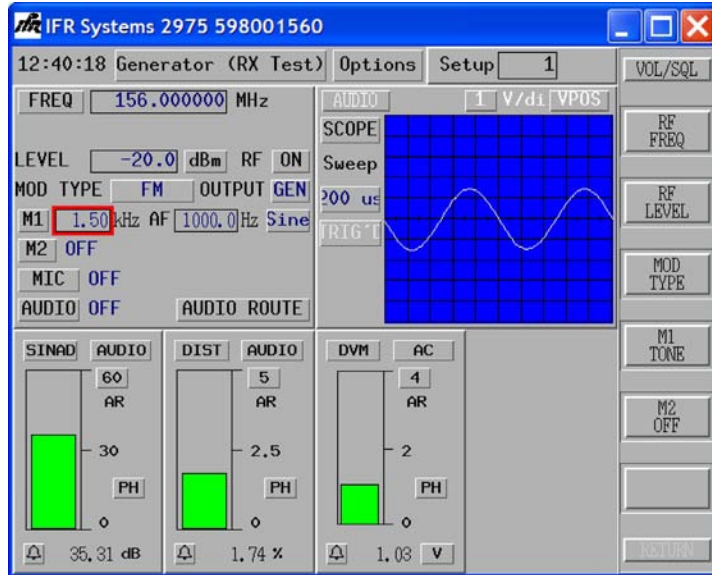 IFR Systems 2975 598001560
12:40:18 Generator (RX Test) Options Setup 1
VOL/SQL
FREQ 156.000000 MHz
LEVEL -20.0 dBm RF ON
MOD TYPE FM OUTPUT GEN
M1 1.50 kHz AF 1000.0 Hz Sine
M2 OFF
MIC OFF
AUDIO OFF AUDIO ROUTE
AUDIO 1 V/di VPOS
SCOPE
Sweep
200 us
TRIG'D
RF
FREQ
RF
LEVEL
MOD
TYPE
M1
TONE
M2
OFF
RETURN
SINAD AUDIO
60
AR
30
PH
0
35.31 dB
DIST AUDIO
5
AR
2.5
PH
0
1.74 %
DVM AC
4
AR
2
PH
0
1.03 V